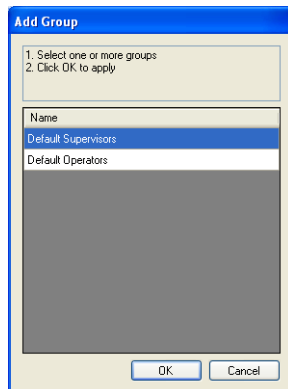 Add Group
1. Select one or more groups
2. Click OK to apply
Name
Default Supervisors
Default Operators
OK Cancel